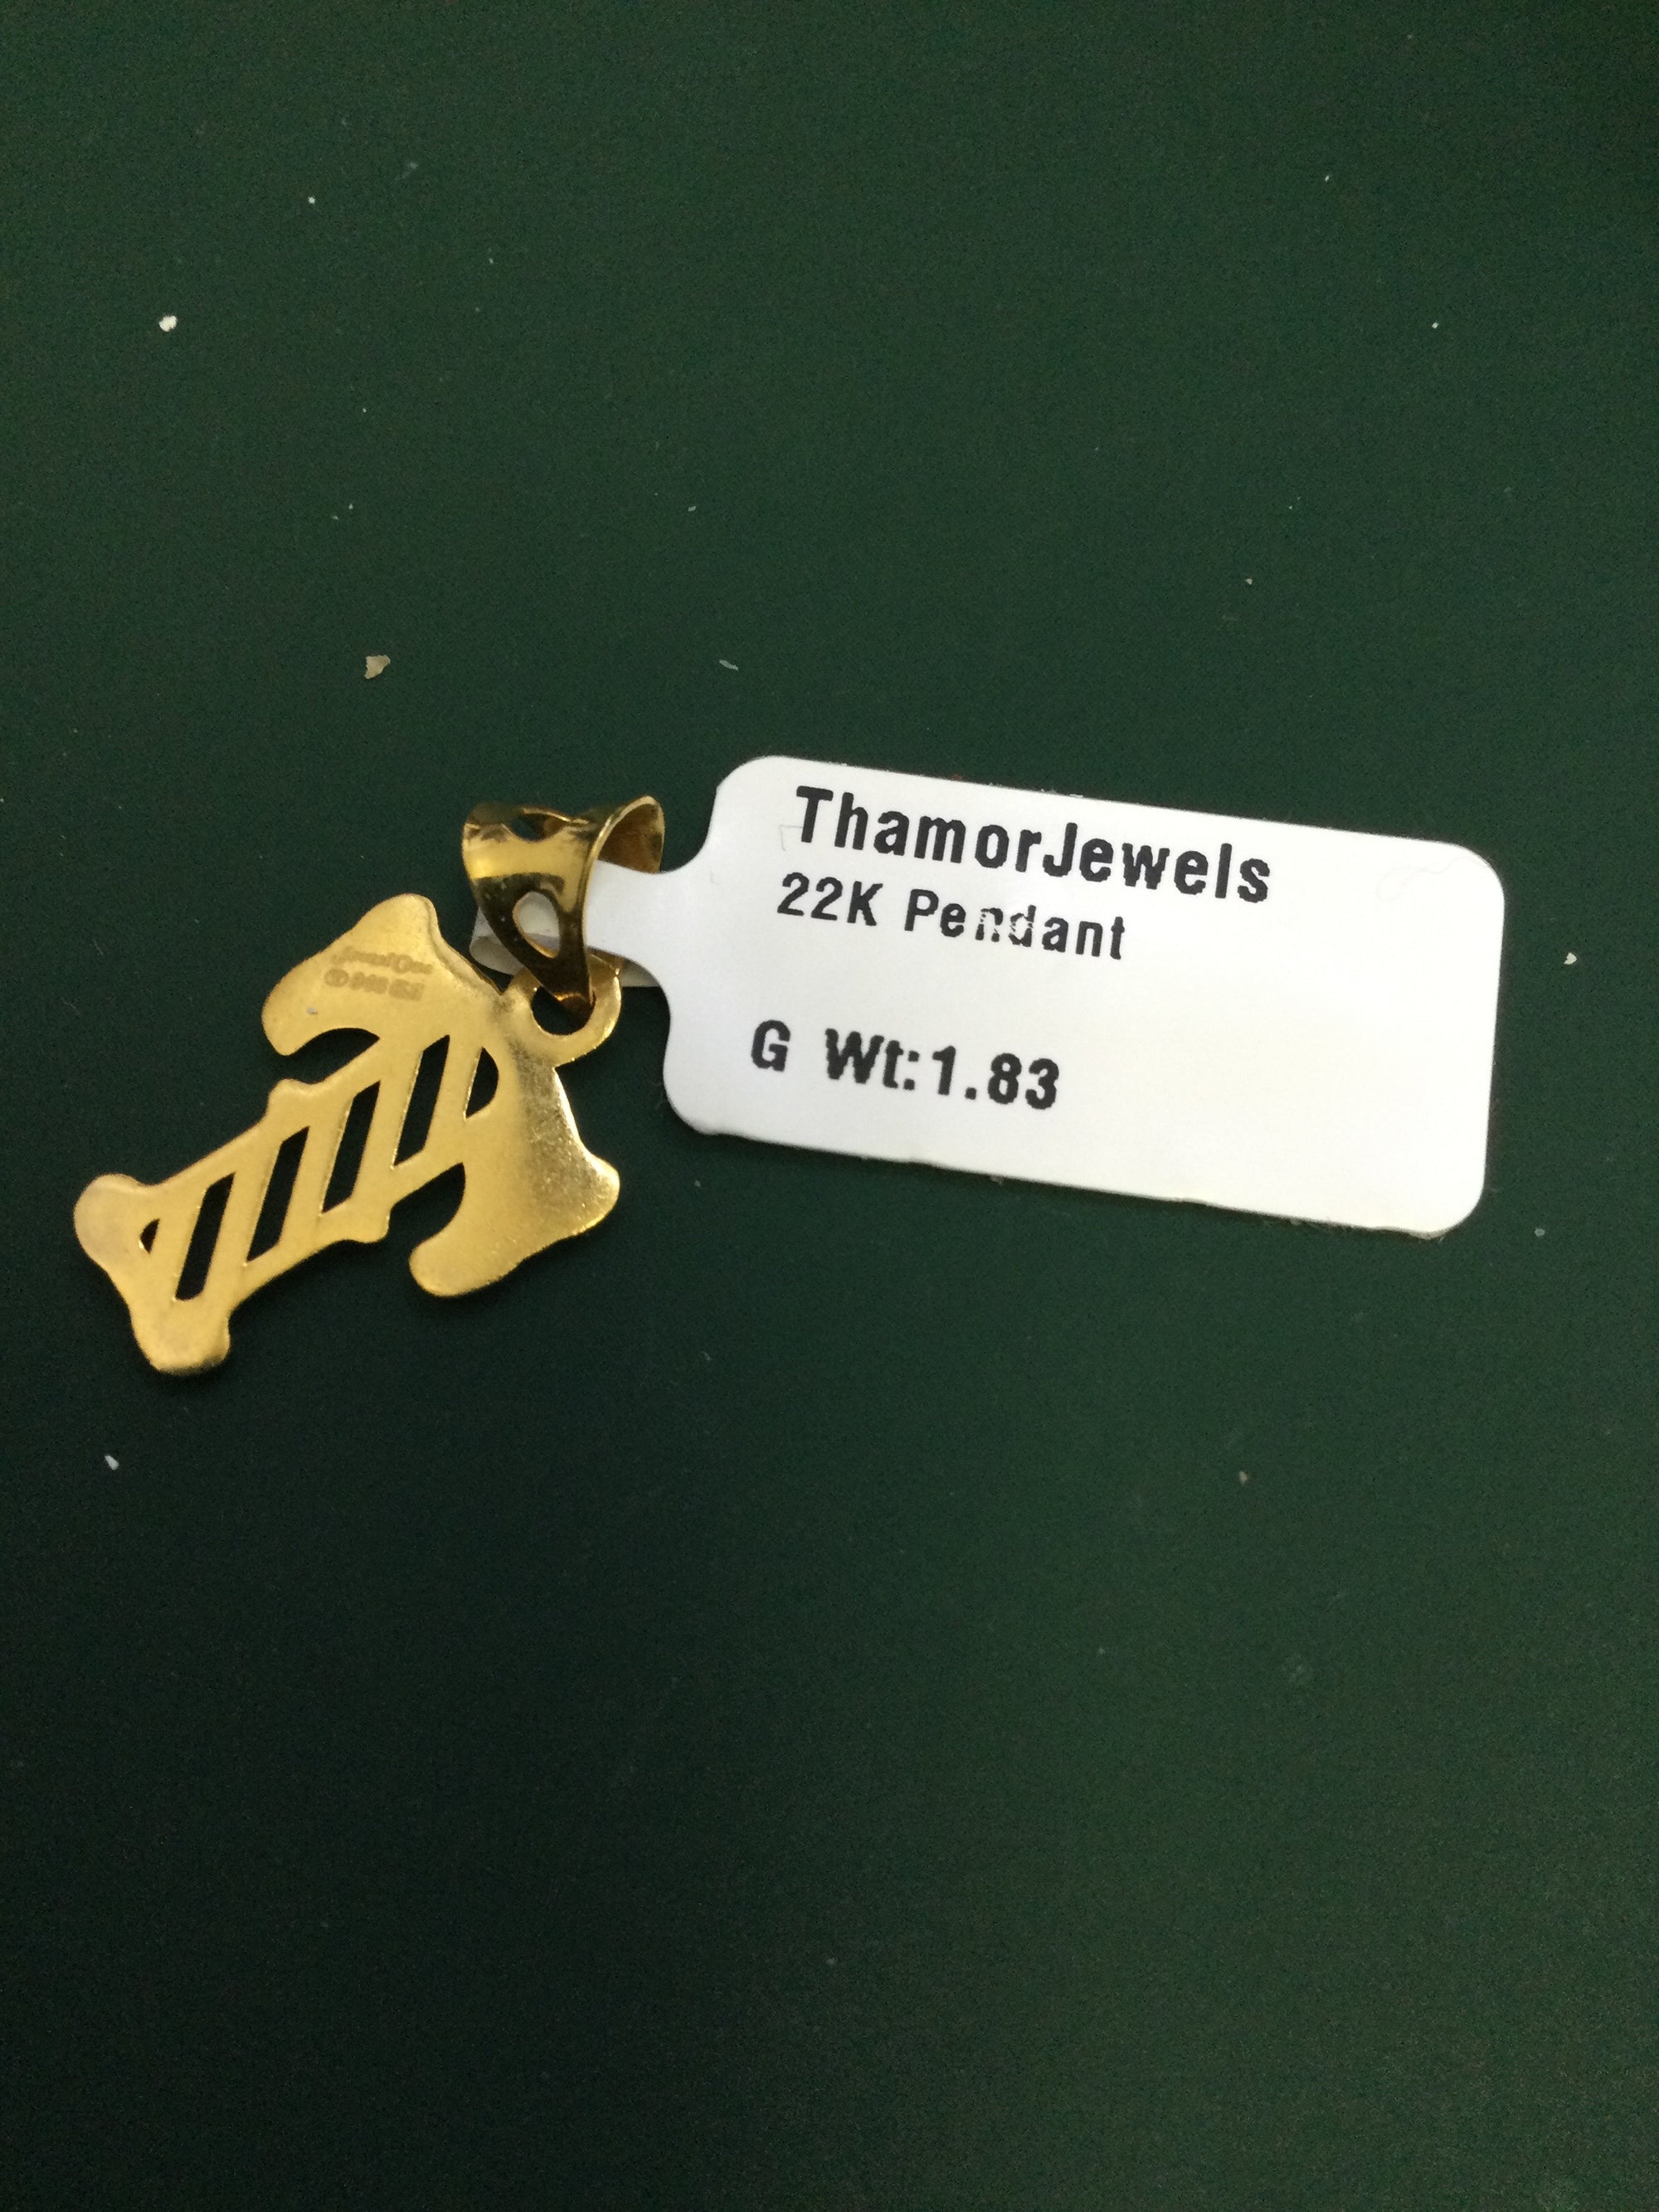 ThamorJewels
22K Pendant
G Wt:1.83